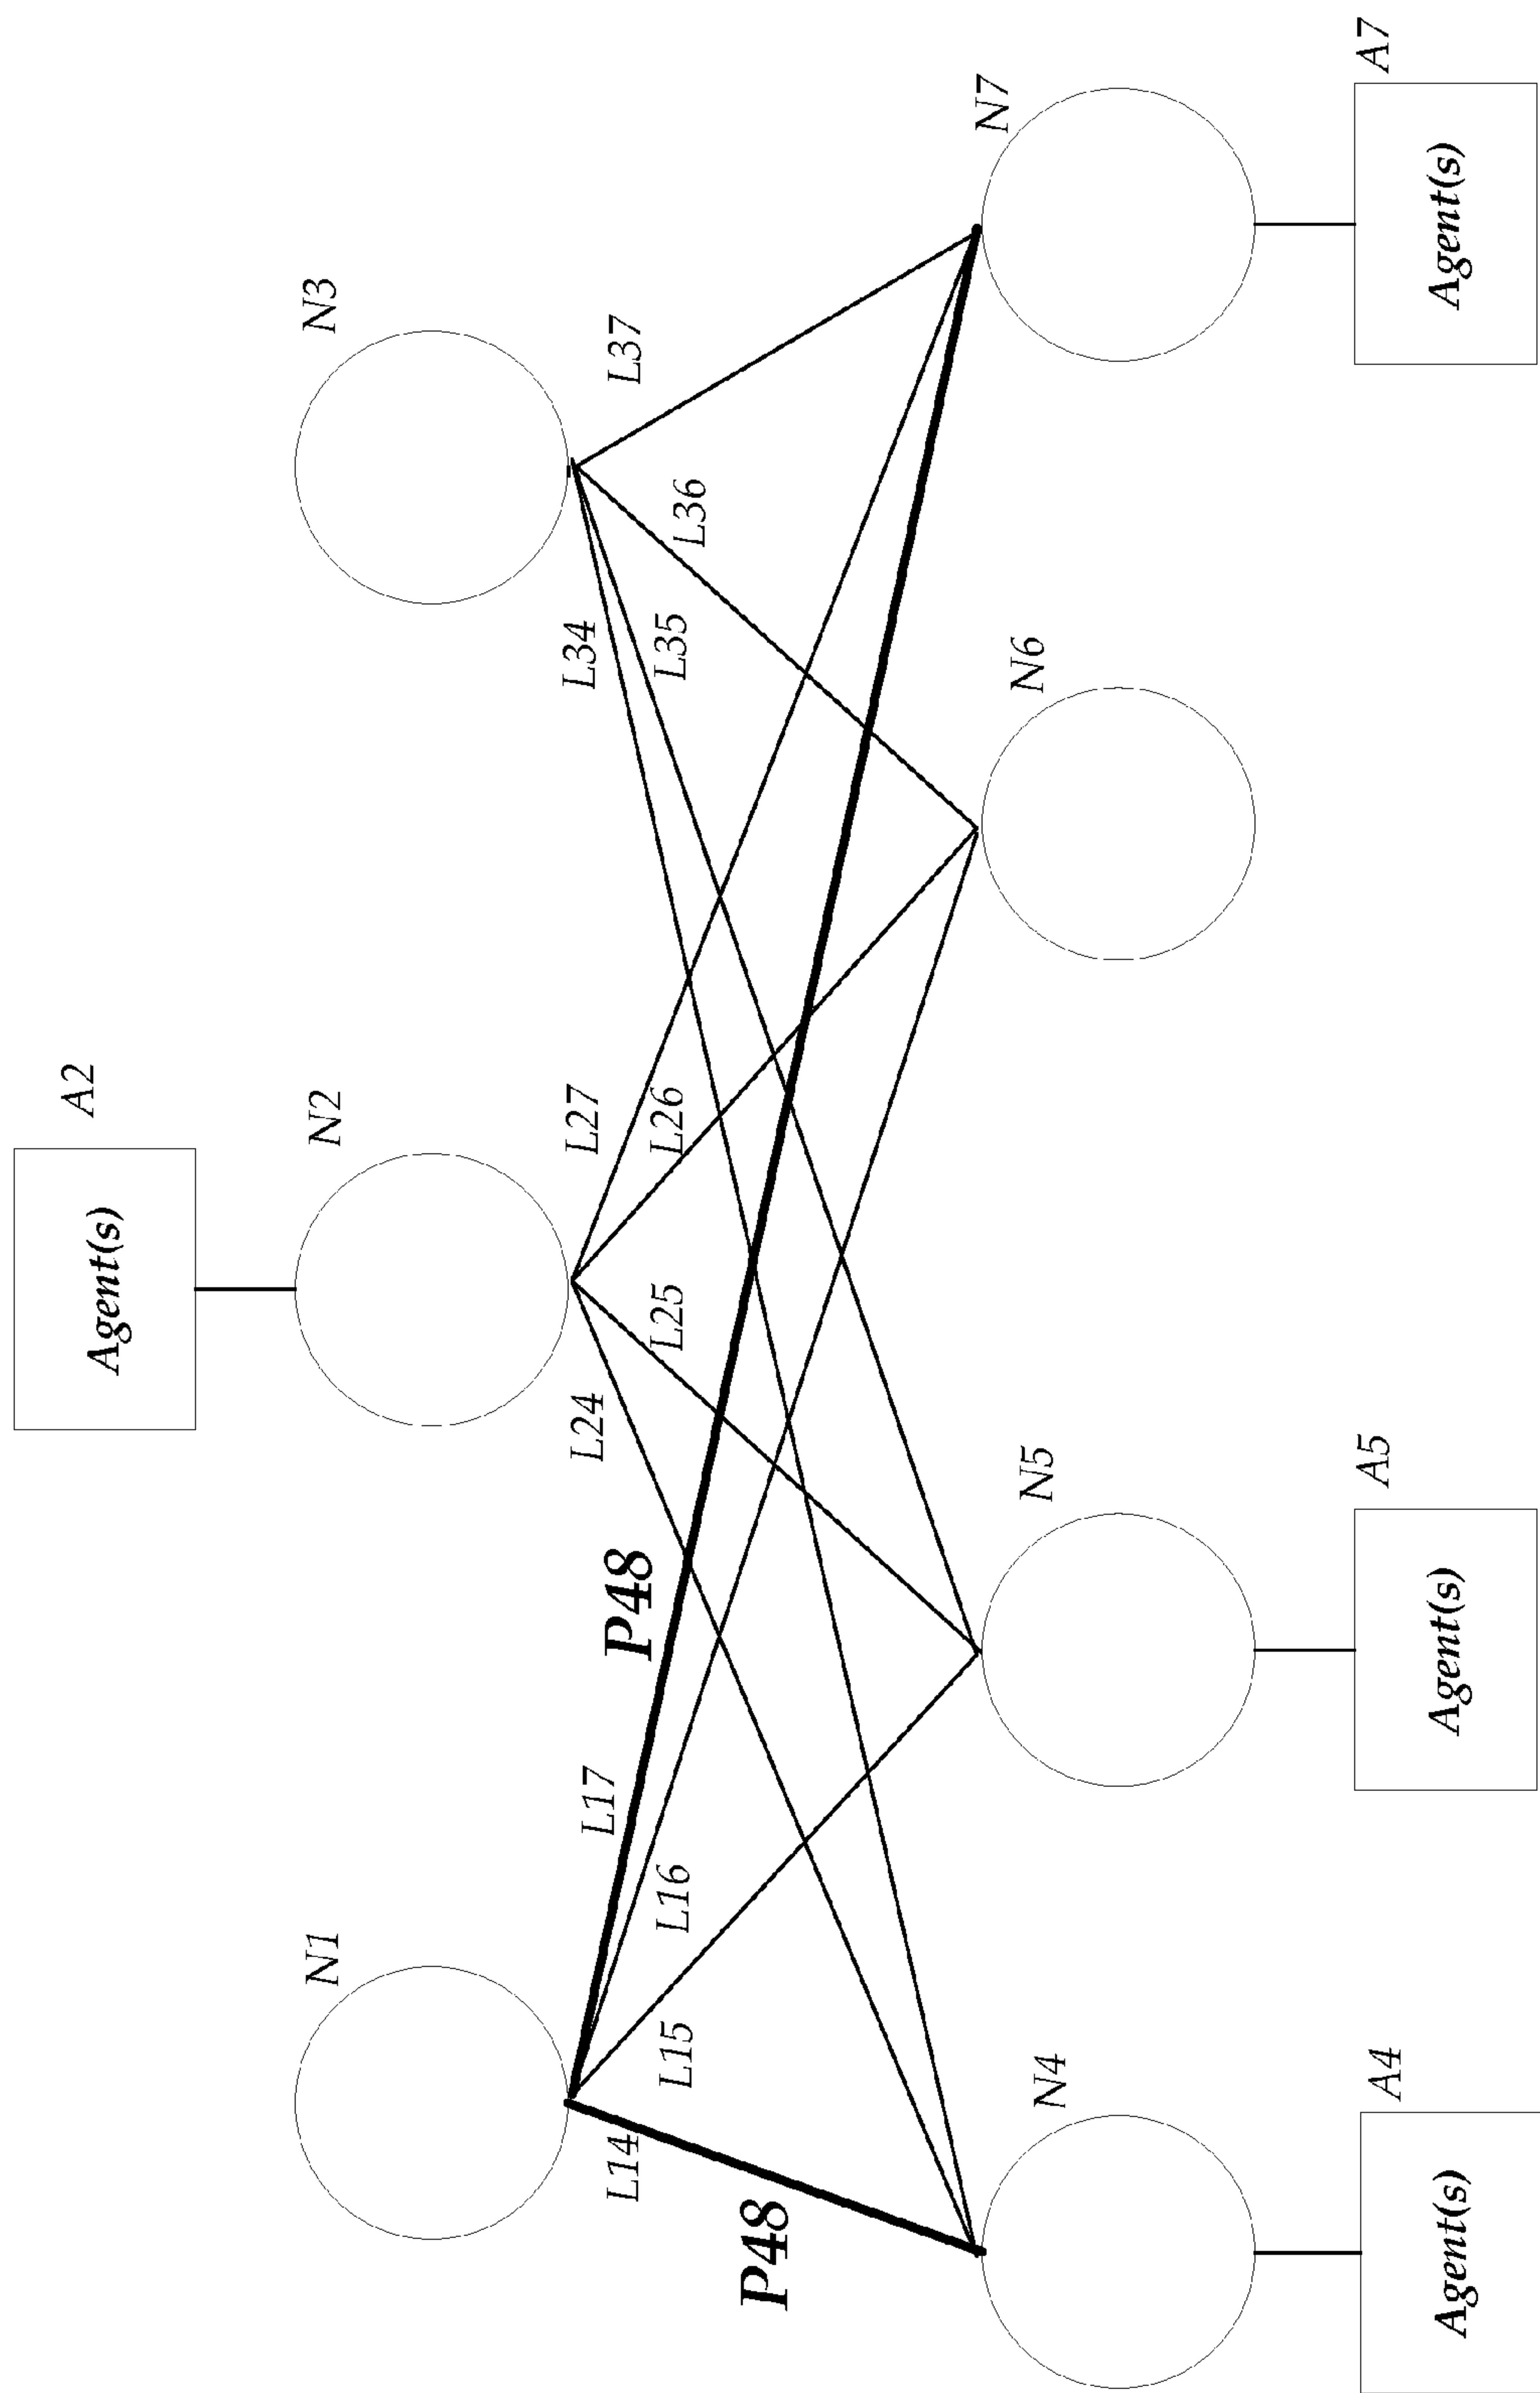 A2
Agent(s)
N1
N2
N3
L14
L15
L16
L17
L24
L25
L26
L27
L34
L35
L36
L37
P48
P48
N4
N5
N6
N7
Agent(s)
A4
Agent(s)
A5
Agent(s)
A7